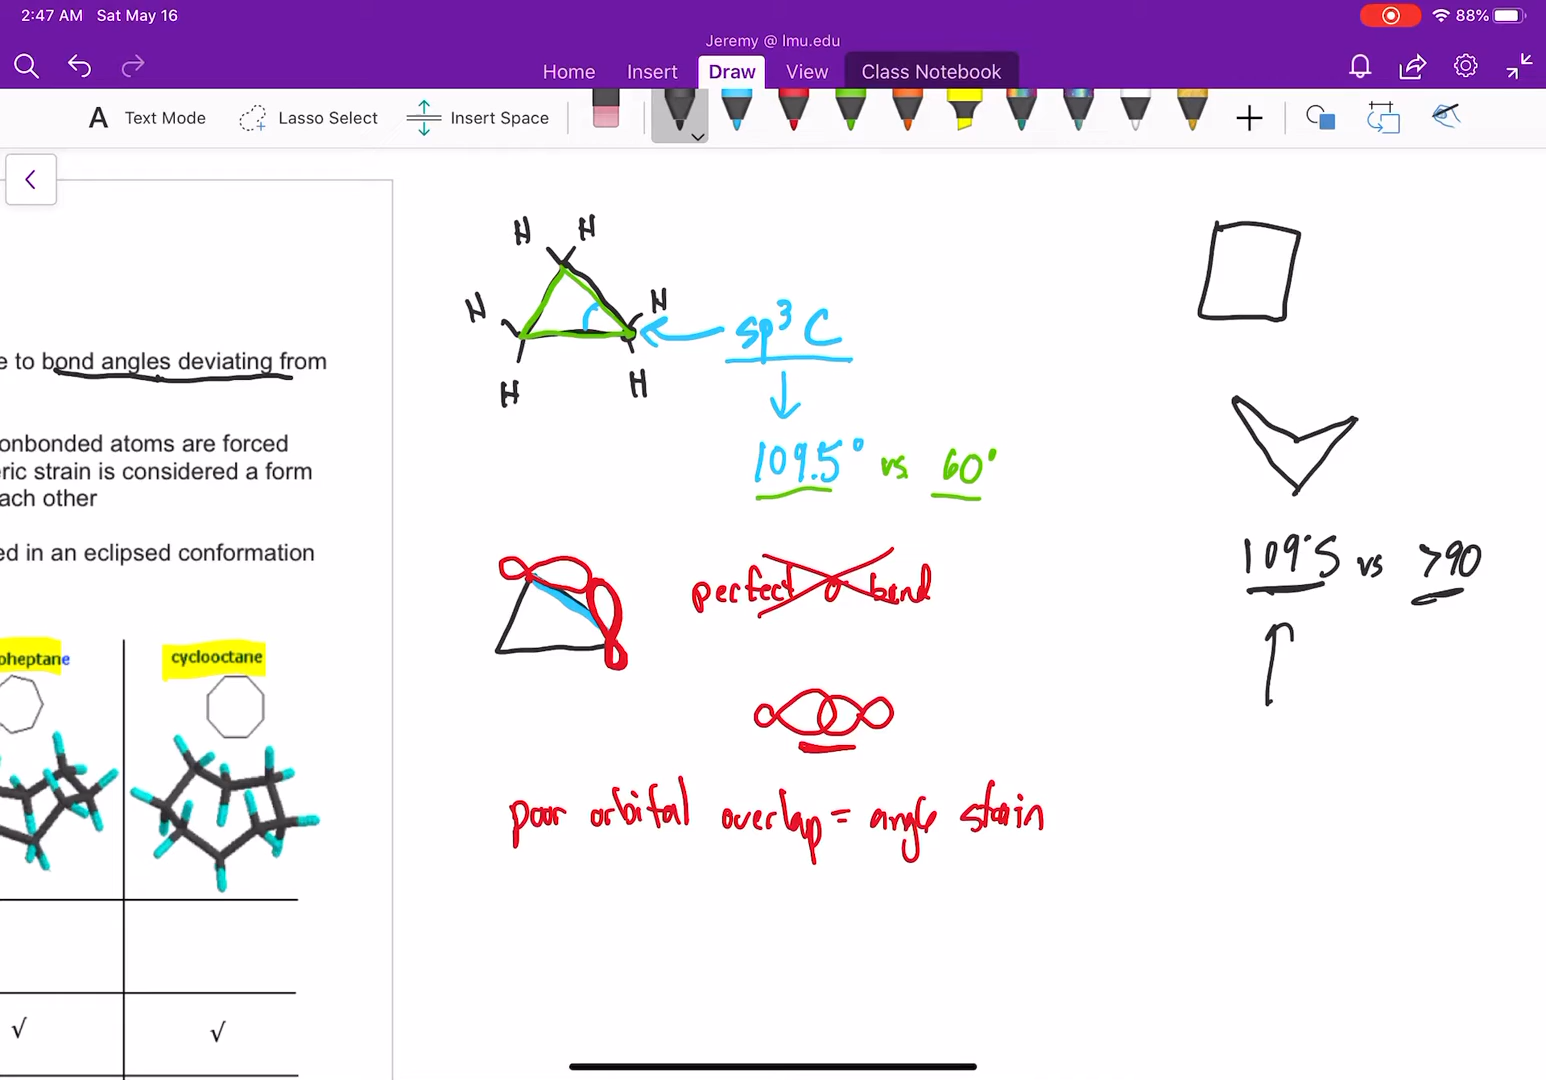 2:47 AM Sat May 16
88%
Jeremy @ lmu.edu
Home Insert Draw View Class Notebook
A Text Mode Lasso Select Insert Space
e to bond angles deviating from
onbonded atoms are forced
eric strain is considered a form
ach other
ed in an eclipsed conformation
oheptane
cyclooctane
√ √
H H
H H
H H
sp³ C
109.5° vs 60°
perfect σ bond
poor orbital overlap = angle strain
109.5 vs >90